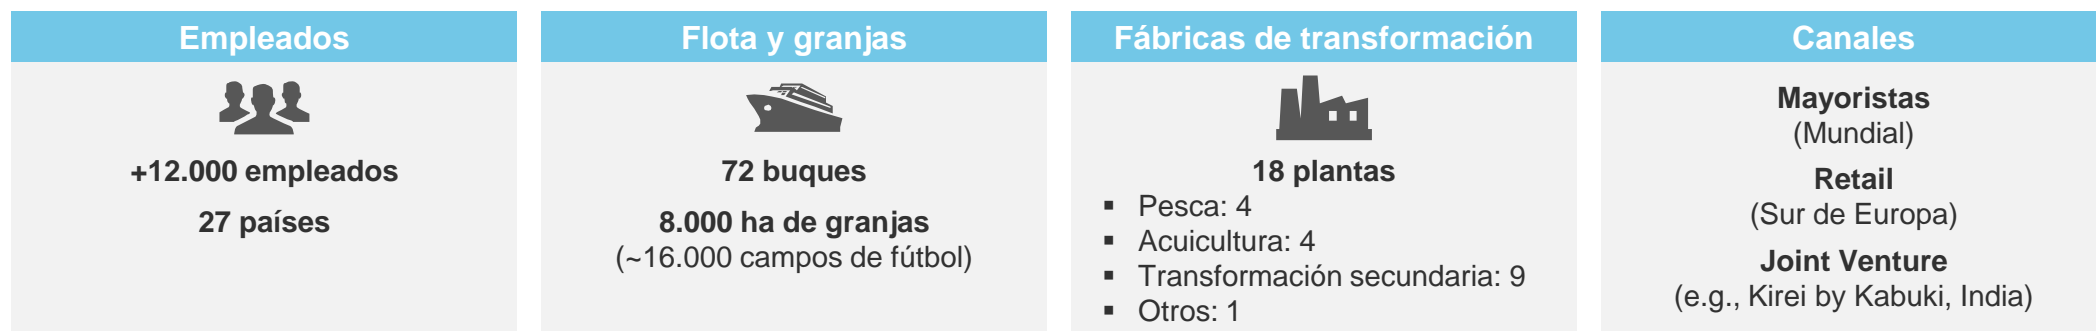 Empleados
+12.000 empleados
27 países
Flota y granjas
72 buques
8.000 ha de granjas
(~16.000 campos de fútbol)
Fábricas de transformación
18 plantas
▪ Pesca: 4
▪ Acuicultura: 4
▪ Transformación secundaria: 9
▪ Otros: 1
Canales
Mayoristas
(Mundial)
Retail
(Sur de Europa)
Joint Venture
(e.g., Kirei by Kabuki, India)